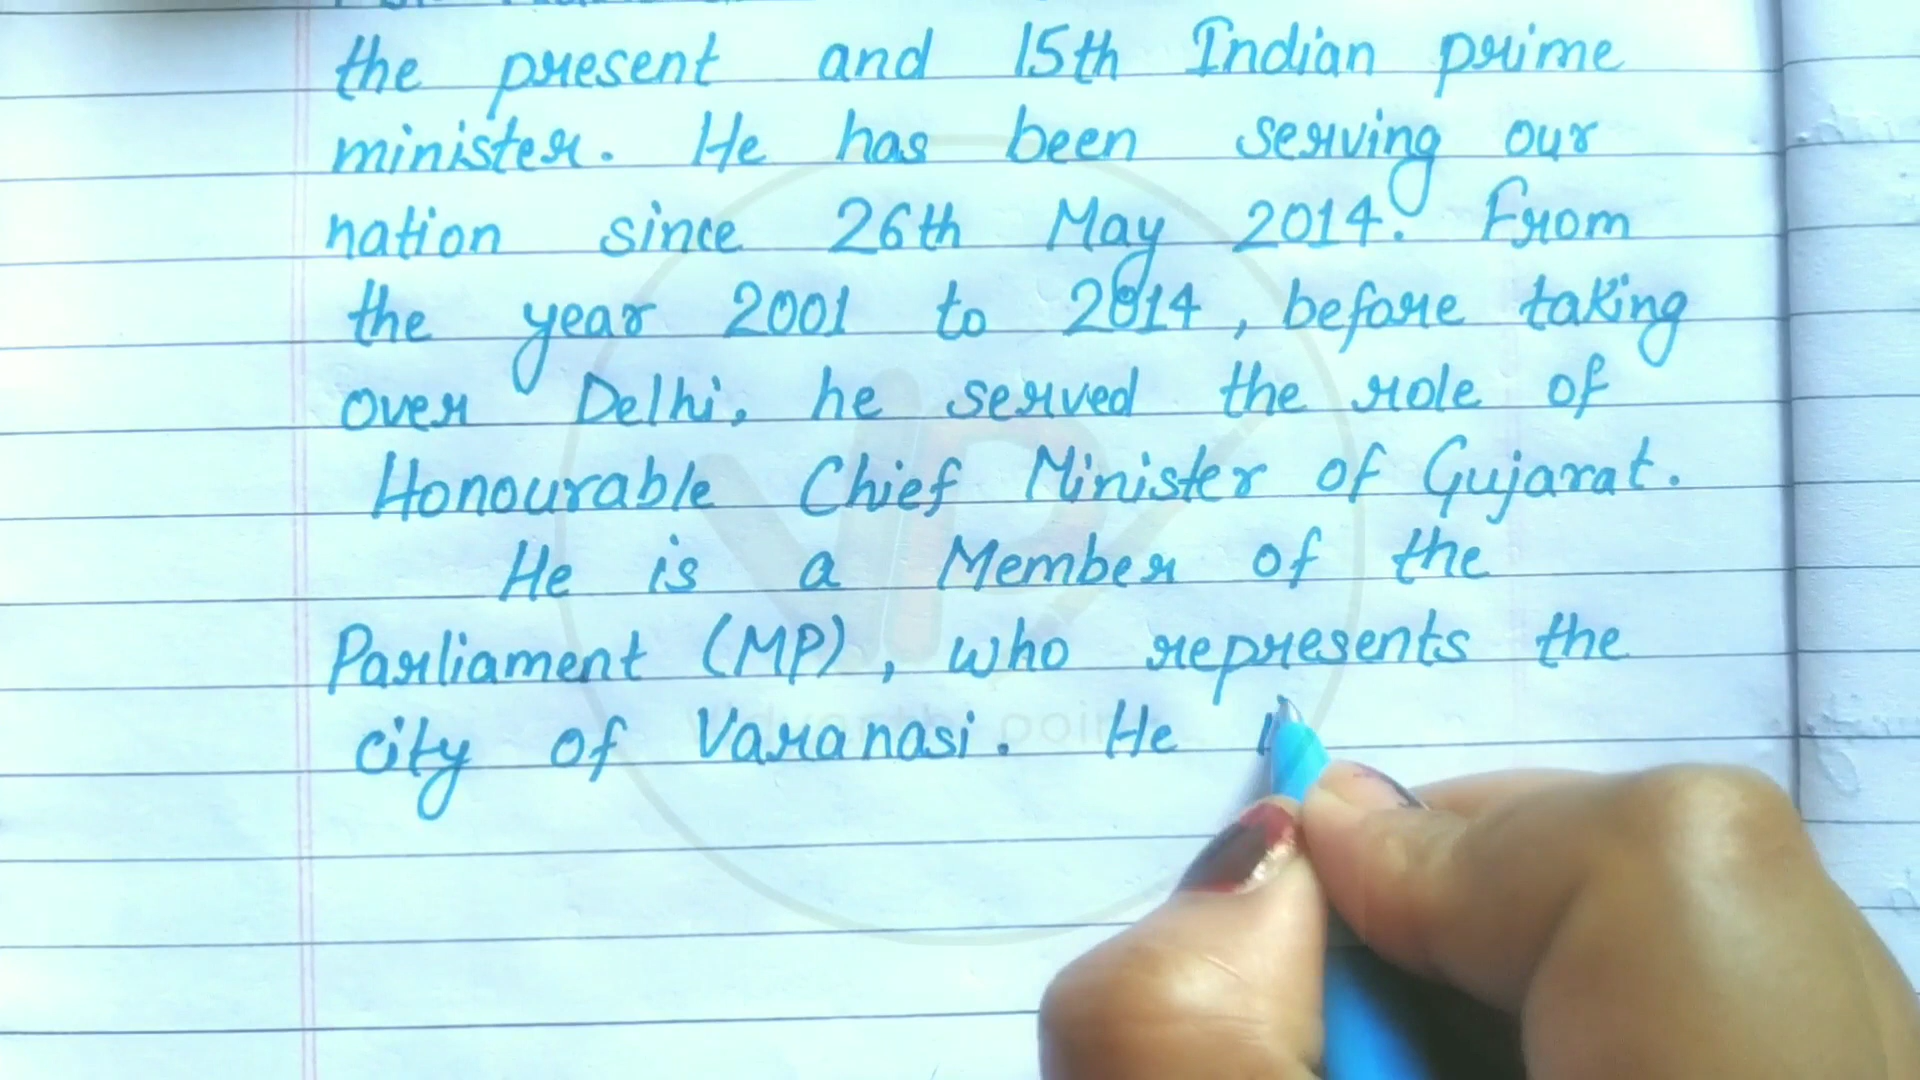 the present and 15th Indian prime
minister. He has been serving our
nation since 26th May 2014. From
the year 2001 to 2014, before taking
over Delhi, he served the role of
Honourable Chief Minister of Gujarat.
He is a Member of the
Parliament (MP), who represents the
city of Varanasi. He